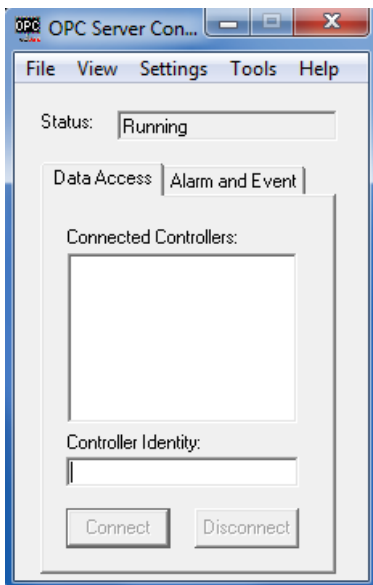 OPC OPC Server Con...
File View Settings Tools Help
Status: Running
Data Access Alarm and Event
Connected Controllers:
Controller Identity:
Connect Disconnect